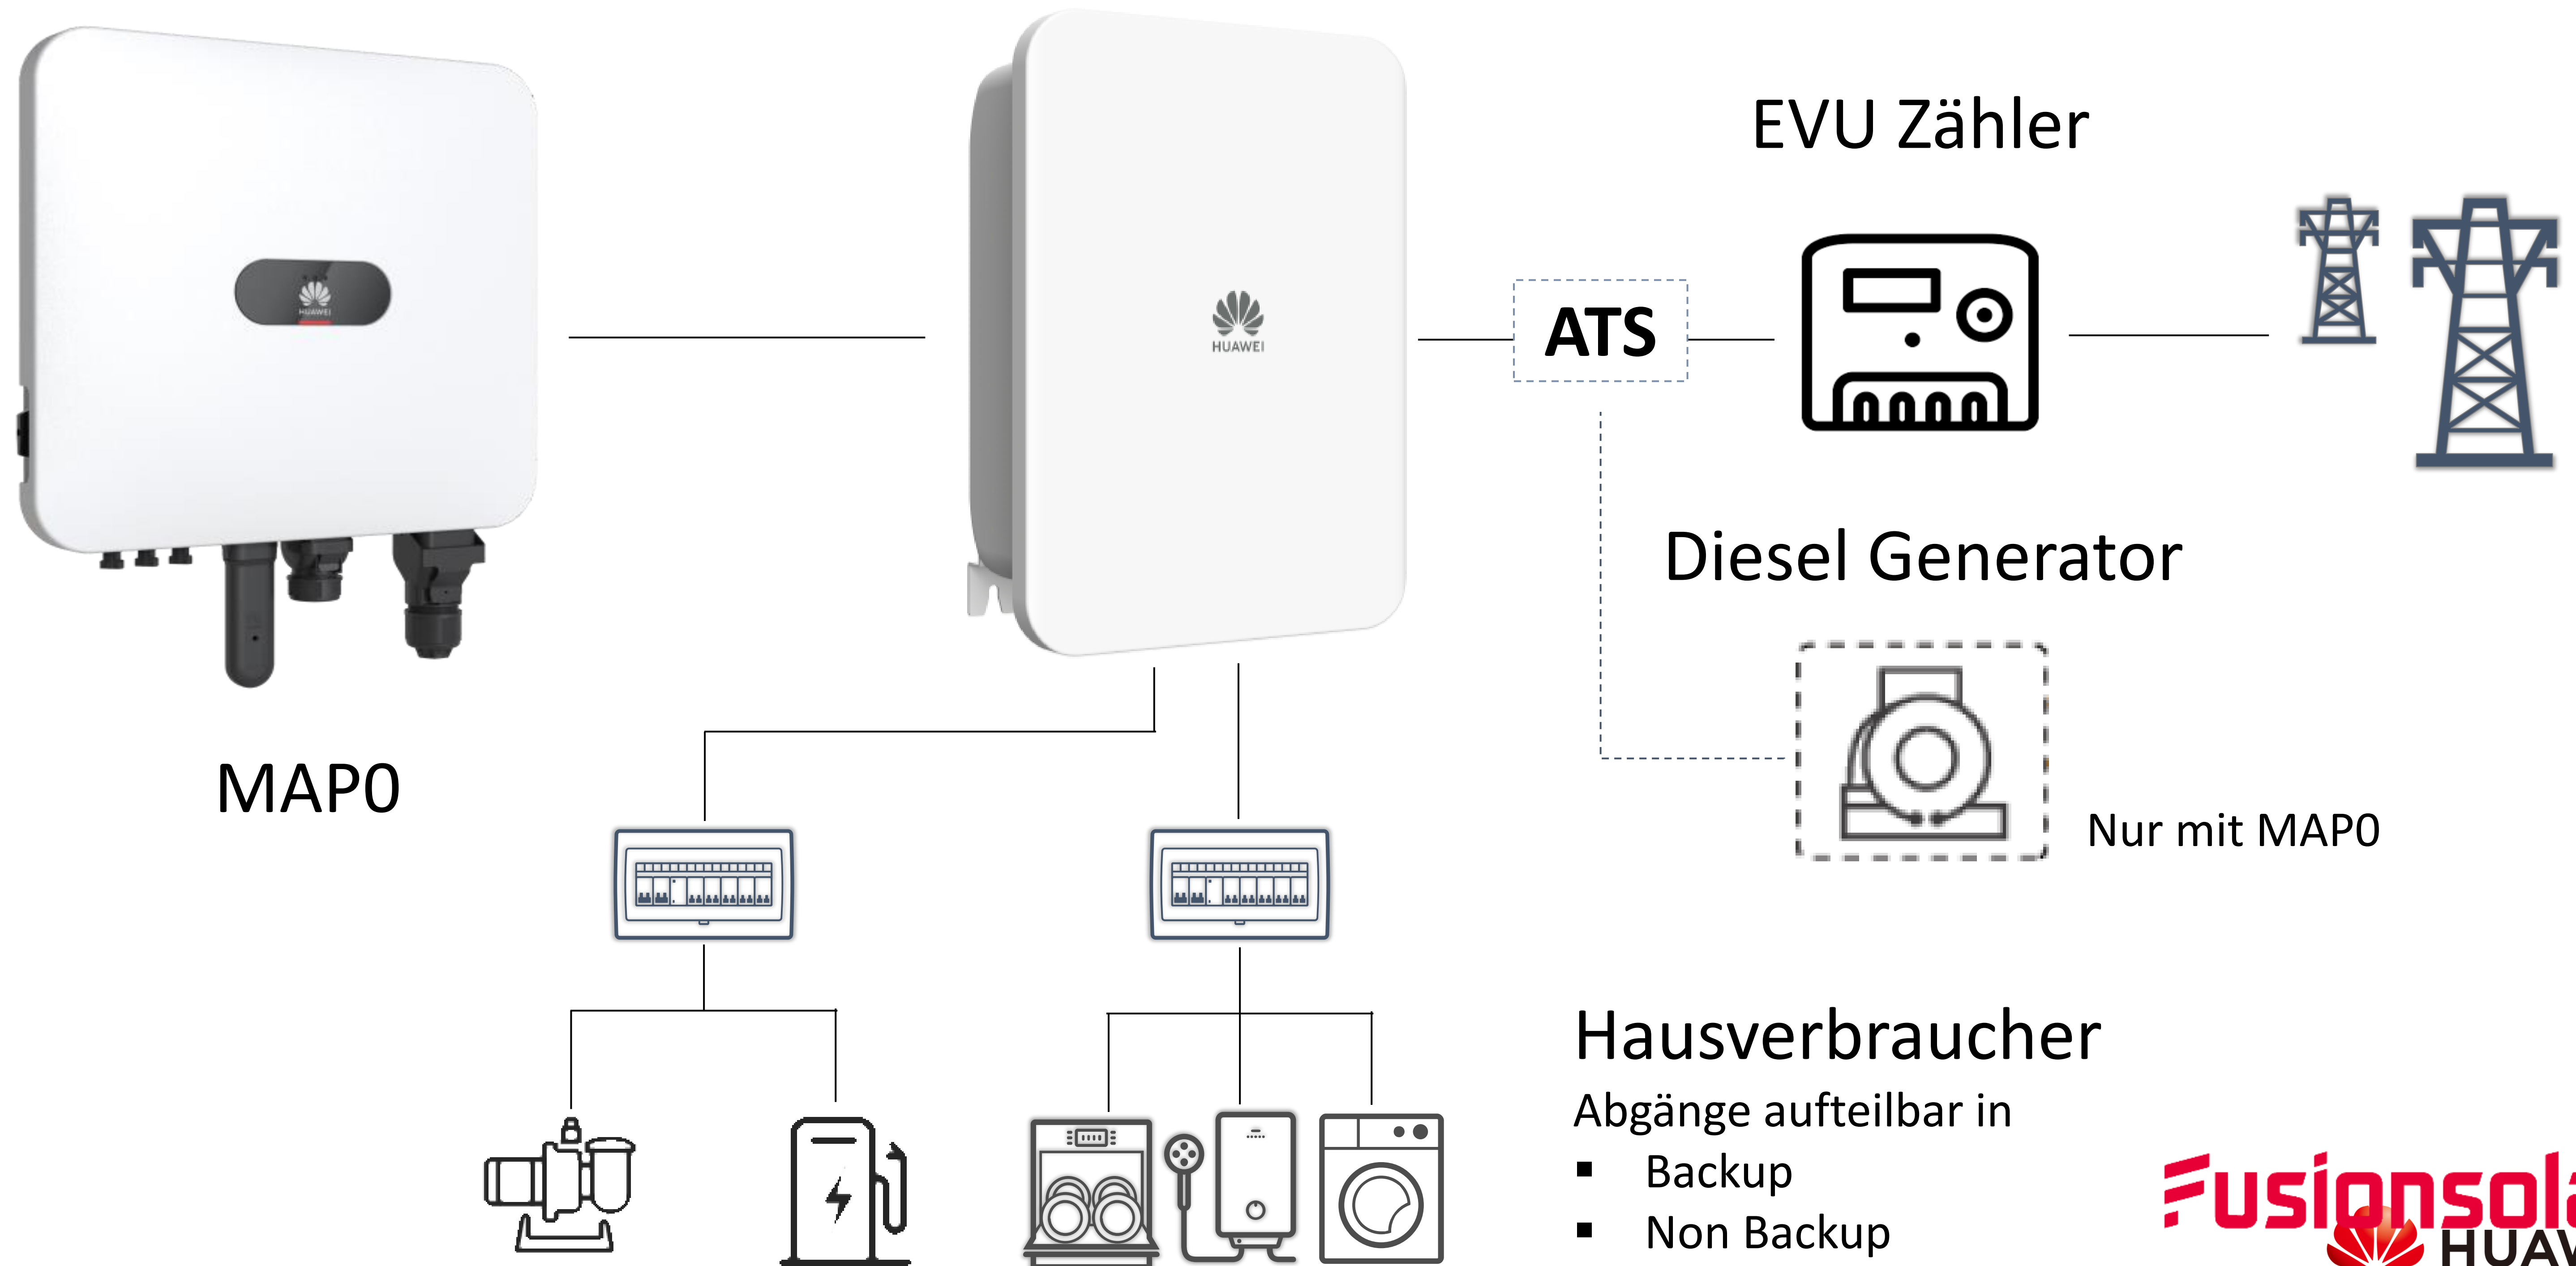 HUAWEI
HUAWEI
EVU Zähler
ATS
Diesel Generator
MAP0
Nur mit MAP0
Hausverbraucher
Abgänge aufteilbar in
▪ Backup
▪ Non Backup